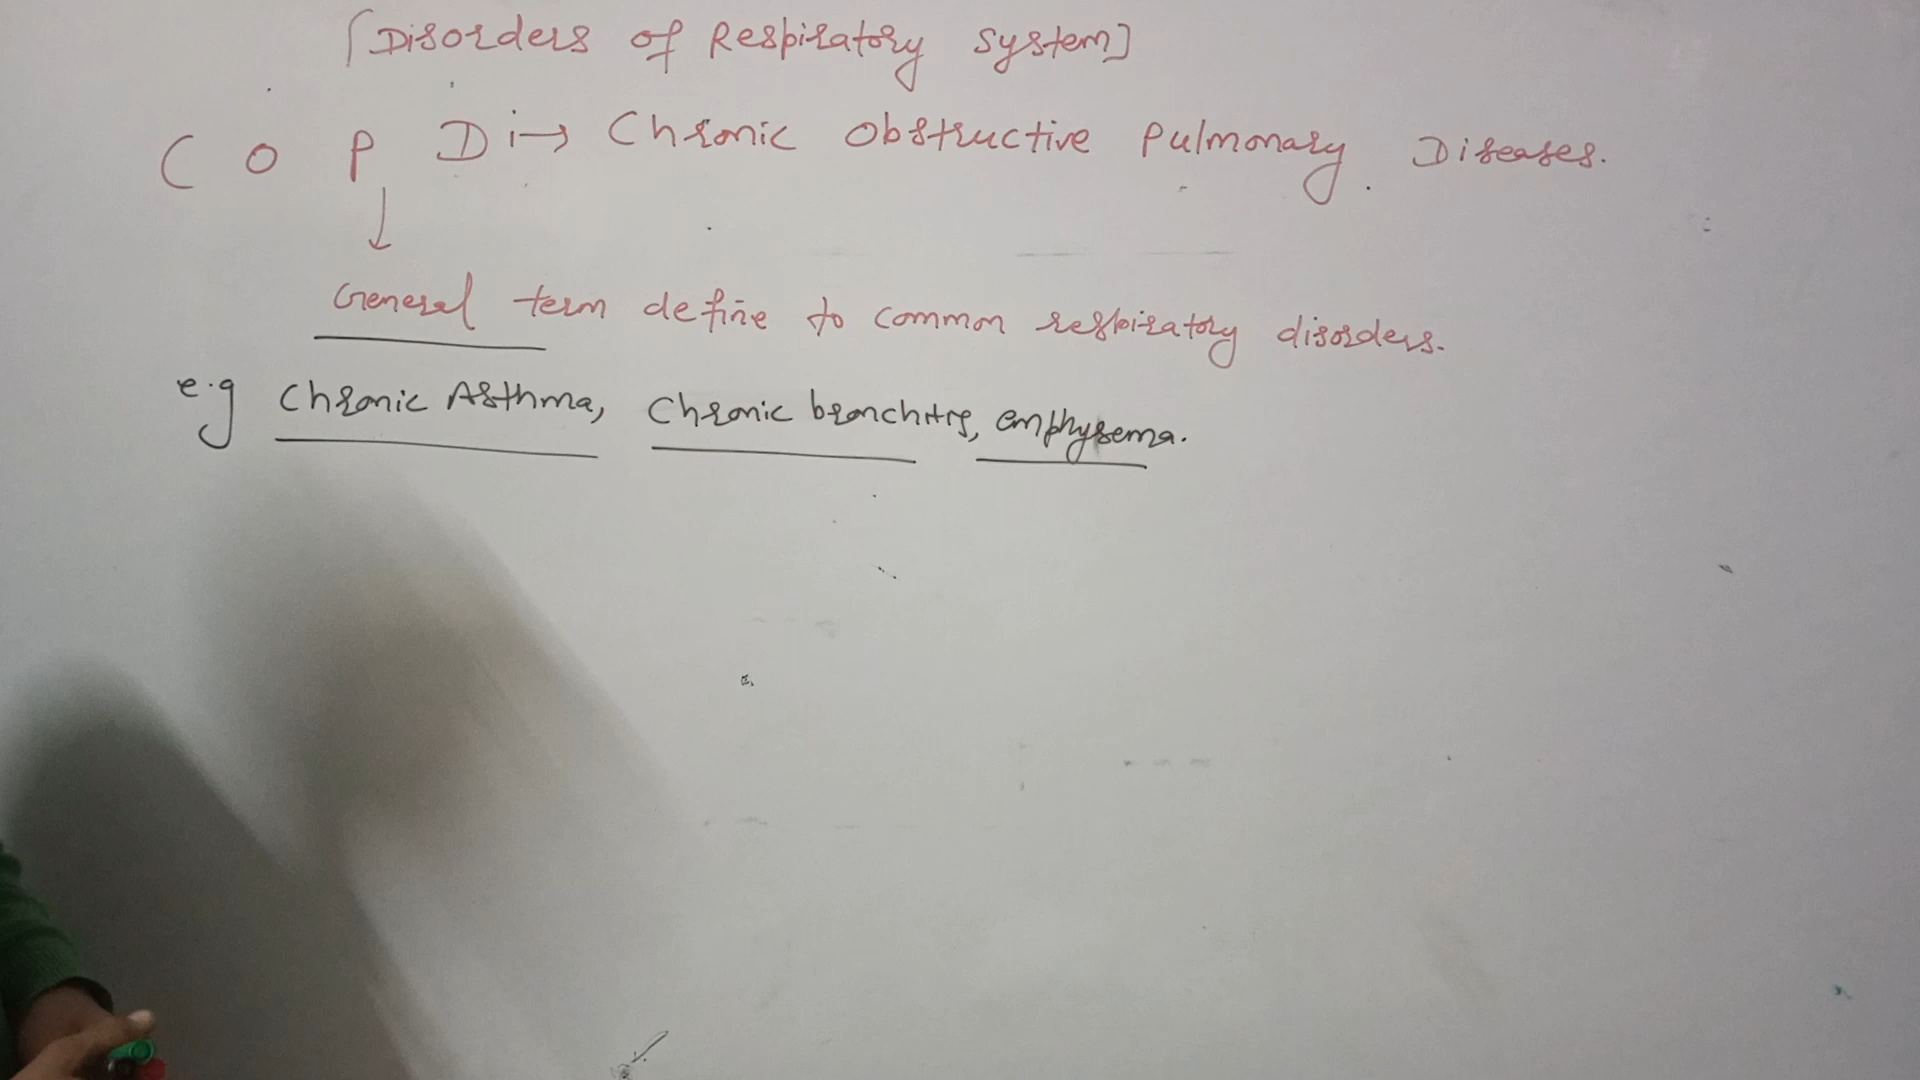 [Disorders of Respiratory System]
C O P D :→ Chronic Obstructive Pulmonary Diseases.
↓
General term define to common respiratory disorders.
e.g Chronic Asthma, Chronic bronchitis, emphysema.